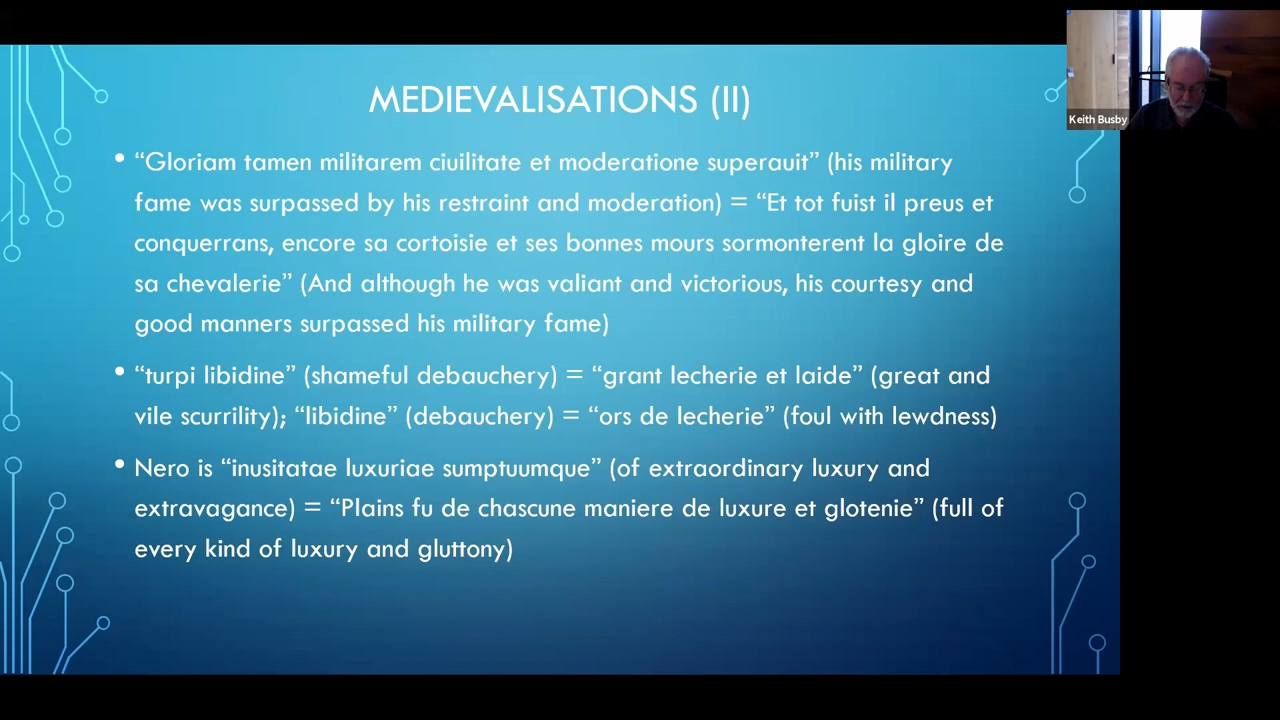 MEDIEVALISATIONS (II)
Keith Busby
• “Gloriam tamen militarem ciuilitate et moderatione superauit” (his military
fame was surpassed by his restraint and moderation) = “Et tot fuist il preus et
conquerrans, encore sa cortoisie et ses bonnes mours sormonterent la gloire de
sa chevalerie” (And although he was valiant and victorious, his courtesy and
good manners surpassed his military fame)
• “turpi libidine” (shameful debauchery) = “grant lecherie et laide” (great and
vile scurrility); “libidine” (debauchery) = “ors de lecherie” (foul with lewdness)
• Nero is “inusitatae luxuriae sumptuumque” (of extraordinary luxury and
extravagance) = “Plains fu de chascune maniere de luxure et glotenie” (full of
every kind of luxury and gluttony)